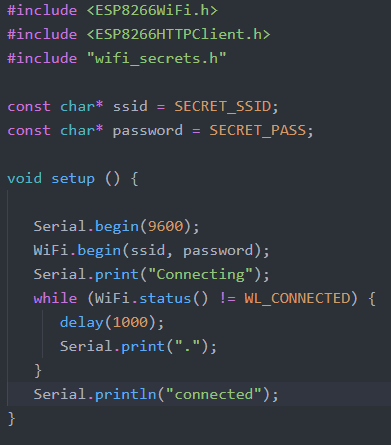 #include <ESP8266WiFi.h>
#include <ESP8266HTTPClient.h>
#include "wifi_secrets.h"

const char* ssid = SECRET_SSID;
const char* password = SECRET_PASS;

void setup () {

   Serial.begin(9600);
   WiFi.begin(ssid, password);
   Serial.print("Connecting");
   while (WiFi.status() != WL_CONNECTED) {
      delay(1000);
      Serial.print(".");
   }
   Serial.println("connected");
}